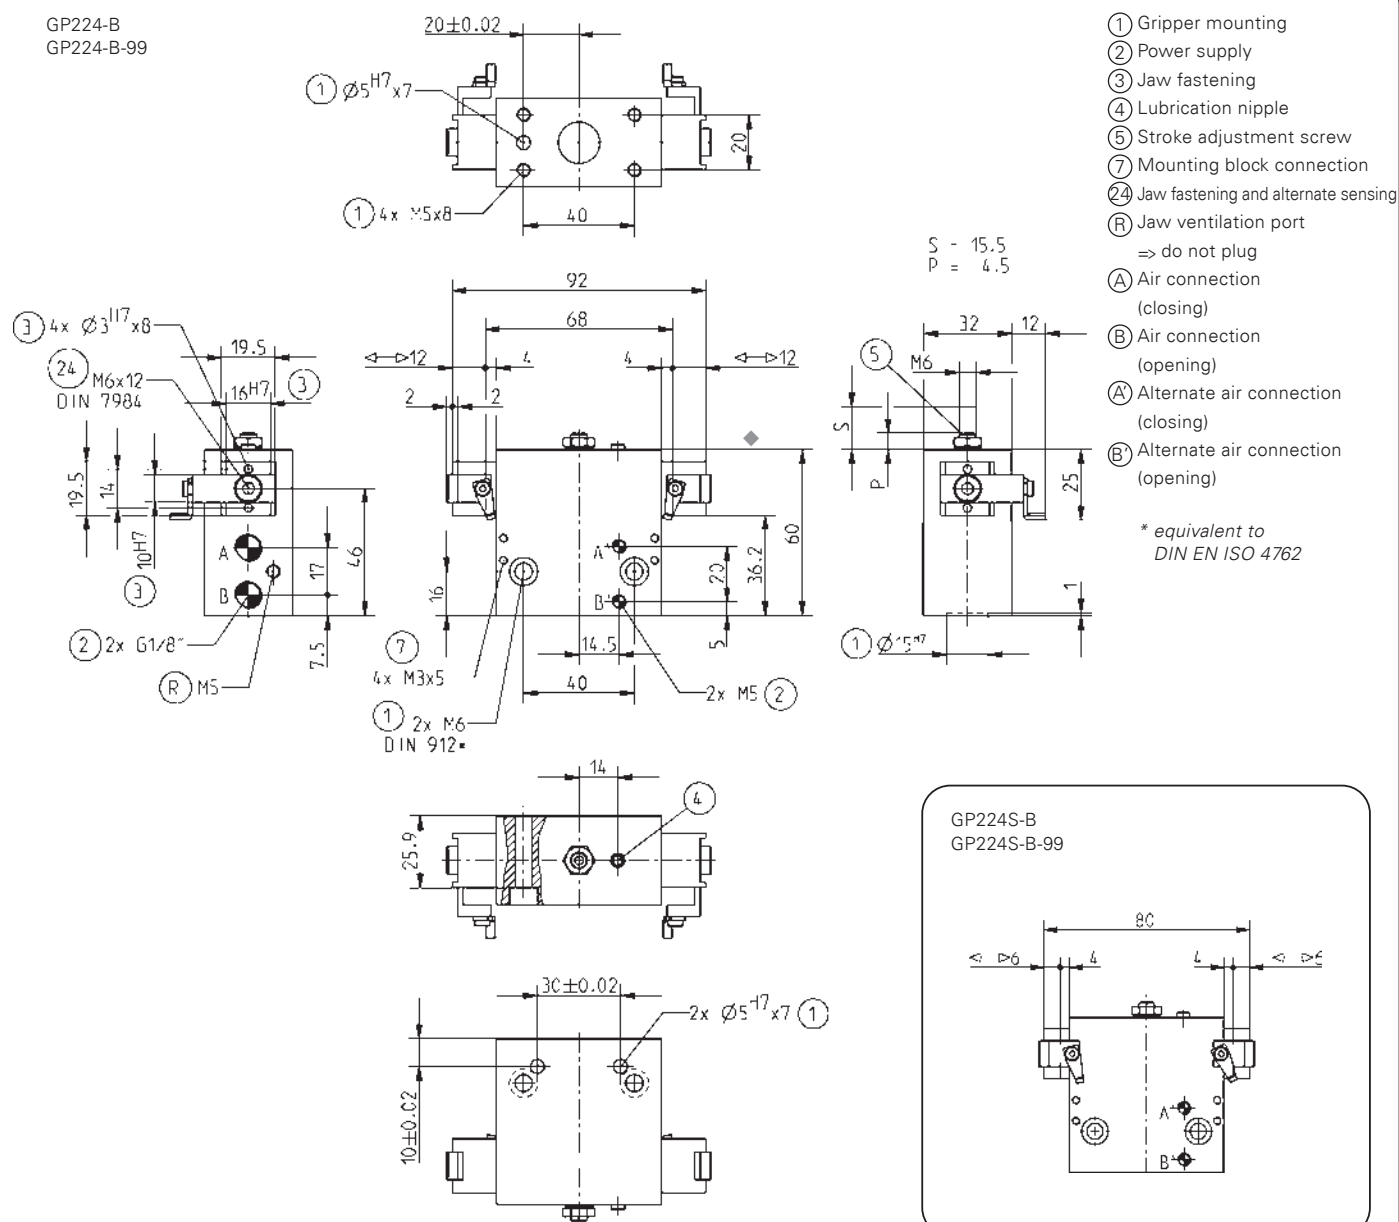 GP224-B
GP224-B-99
20±0.02
1 Ø5H7x7
20
1 4x M5x8
40
1 Gripper mounting
2 Power supply
3 Jaw fastening
4 Lubrication nipple
5 Stroke adjustment screw
7 Mounting block connection
24 Jaw fastening and alternate sensing
R Jaw ventilation port
=> do not plug
A Air connection
(closing)
B Air connection
(opening)
A' Alternate air connection
(closing)
B' Alternate air connection
(opening)
* equivalent to
DIN EN ISO 4762
S - 15.5
P = 4.5
3 4x Ø3 x8
19.5
24 M6x12
DIN 7984
16H7 3
19.5
14
10H7
3
A
B
46
17
7.5
2 2x G1/8"
R M5
92
68
12
4
4
12
2
2
A'
B'
16
20
36.2
60
5
14.5
40
7
4x M3x5
1 2x M6
DIN 912*
2x M5 2
5
M6
32
12
S
P
25
1
1 Ø15H7
14
4
25.9
30±0.02
2x Ø5H7x7 1
10±0.02
GP224S-B
GP224S-B-99
80
6
4
4
6
A'
B'